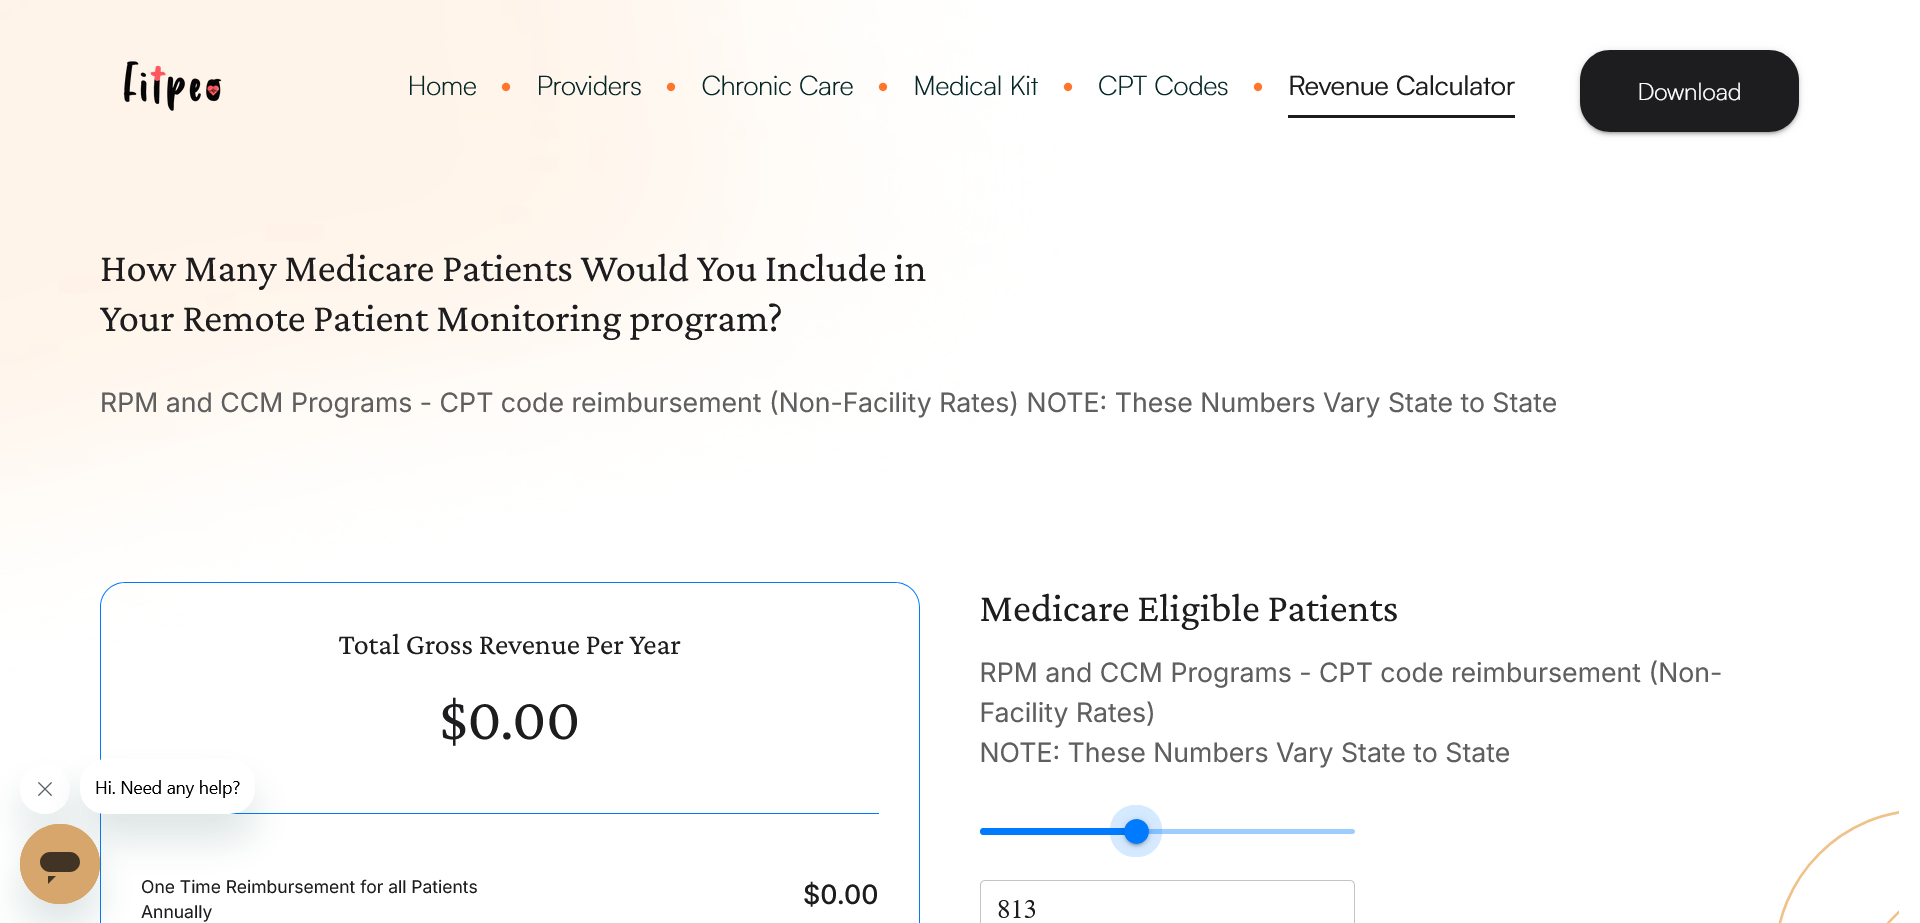 Fitpeo
Home
Providers
Chronic Care
Medical Kit
CPT Codes
Revenue Calculator
Download
How Many Medicare Patients Would You Include in
Your Remote Patient Monitoring program?
RPM and CCM Programs - CPT code reimbursement (Non-Facility Rates) NOTE: These Numbers Vary State to State
Total Gross Revenue Per Year
$0.00
One Time Reimbursement for all Patients
Annually
$0.00
Medicare Eligible Patients
RPM and CCM Programs - CPT code reimbursement (Non-
Facility Rates)
NOTE: These Numbers Vary State to State
813
Hi. Need any help?